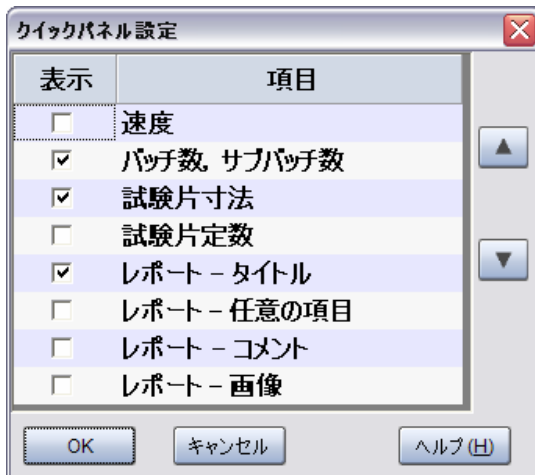 クイックパネル設定
表示 項目
速度
バッチ数, サブバッチ数
試験片寸法
試験片定数
レポート - タイトル
レポート - 任意の項目
レポート - コメント
レポート - 画像
OK キャンセル ヘルプ(H)